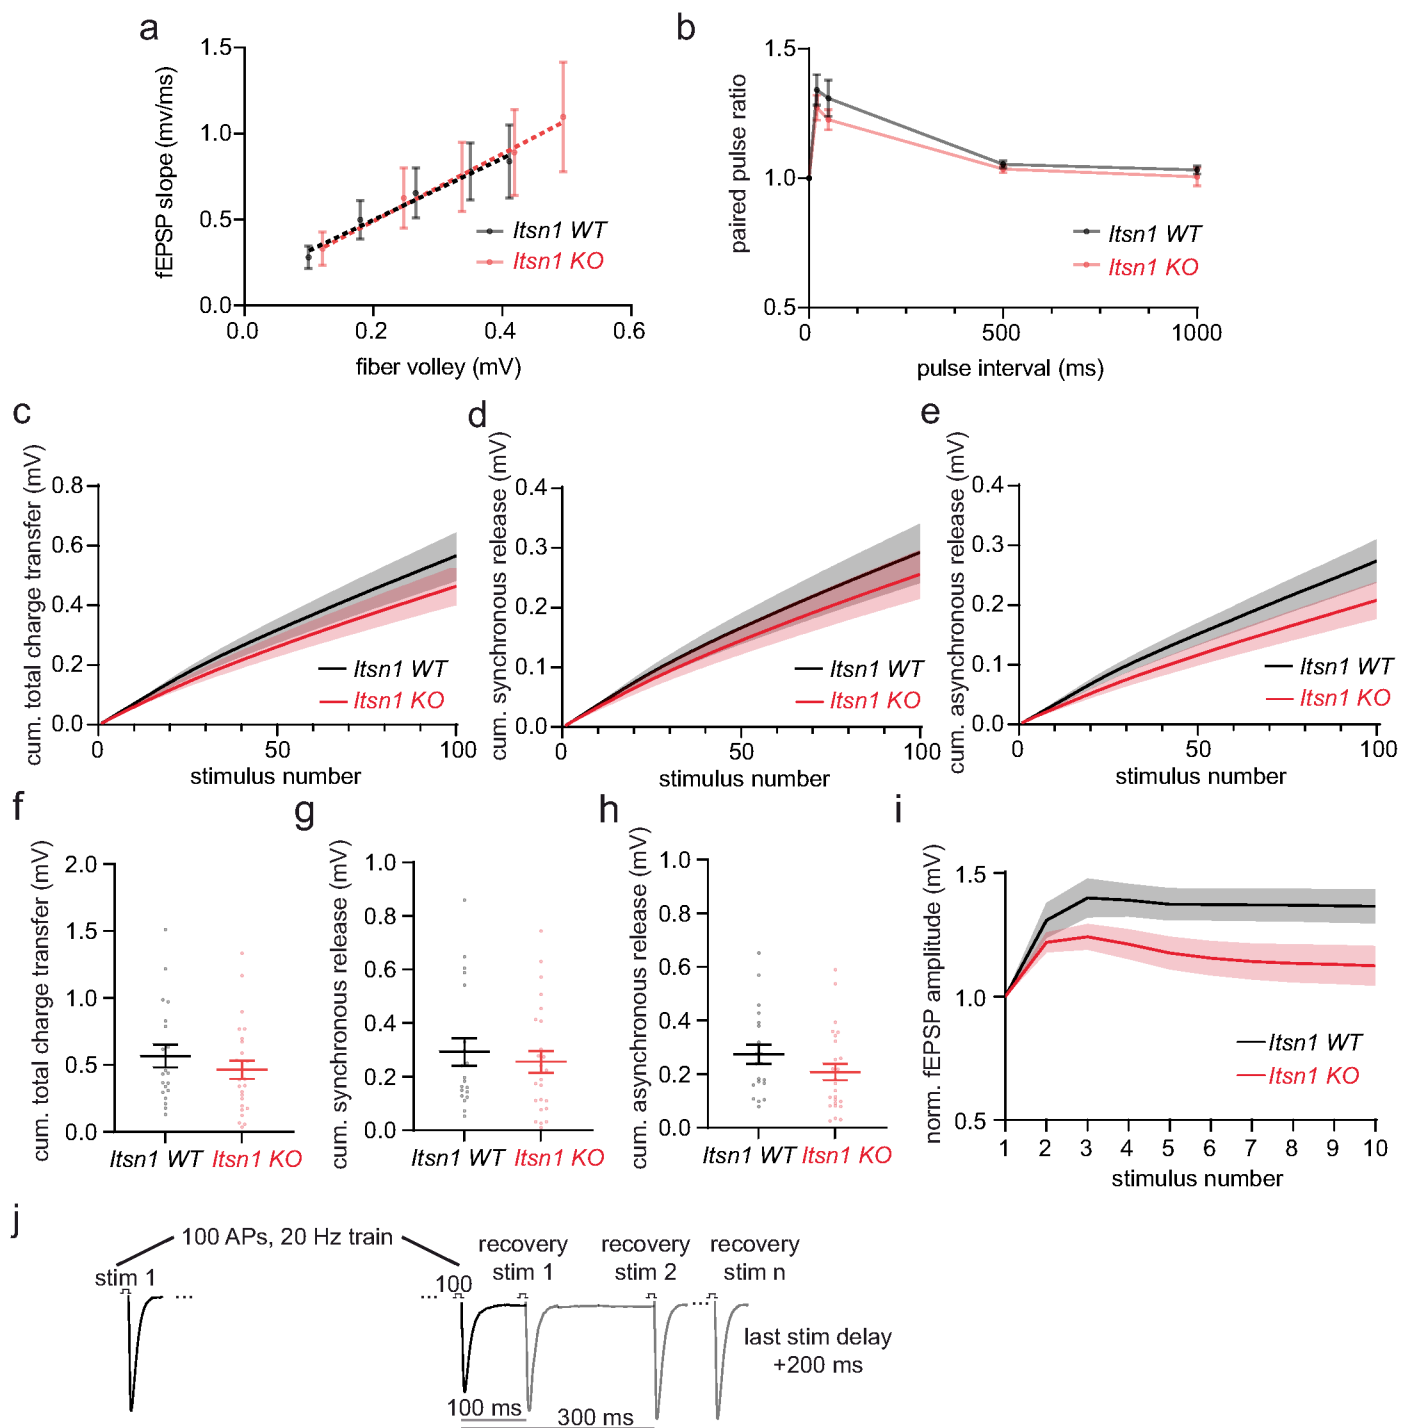 a
fEPSP slope (mv/ms)
1.5
1.0
0.5
0.0
0.0 0.2 0.4 0.6
fiber volley (mV)
Itsn1 WT
Itsn1 KO
b
paired pulse ratio
1.5
1.0
0.5
0 500 1000
pulse interval (ms)
Itsn1 WT
Itsn1 KO
c
cum. total charge transfer (mV)
0.8
0.6
0.4
0.2
0.0
0 50 100
stimulus number
Itsn1 WT
Itsn1 KO
d
cum. synchronous release (mV)
0.4
0.3
0.2
0.1
0.0
0 50 100
stimulus number
Itsn1 WT
Itsn1 KO
e
cum. asynchronous release (mV)
0.4
0.3
0.2
0.1
0.0
0 50 100
stimulus number
Itsn1 WT
Itsn1 KO
f
cum. total charge transfer (mV)
2.0
1.5
1.0
0.5
0.0
Itsn1 WT Itsn1 KO
g
cum. synchronous release (mV)
1.0
0.8
0.6
0.4
0.2
0.0
Itsn1 WT Itsn1 KO
h
cum. asynchronous release (mV)
1.0
0.8
0.6
0.4
0.2
0.0
Itsn1 WT Itsn1 KO
i
norm. fEPSP amplitude (mV)
1.5
1.0
0.5
1 2 3 4 5 6 7 8 9 10
stimulus number
Itsn1 WT
Itsn1 KO
j
100 APs, 20 Hz train
stim 1
...
...
100
recovery
stim 1
recovery
stim 2
...
recovery
stim n
last stim delay
+200 ms
100 ms
300 ms